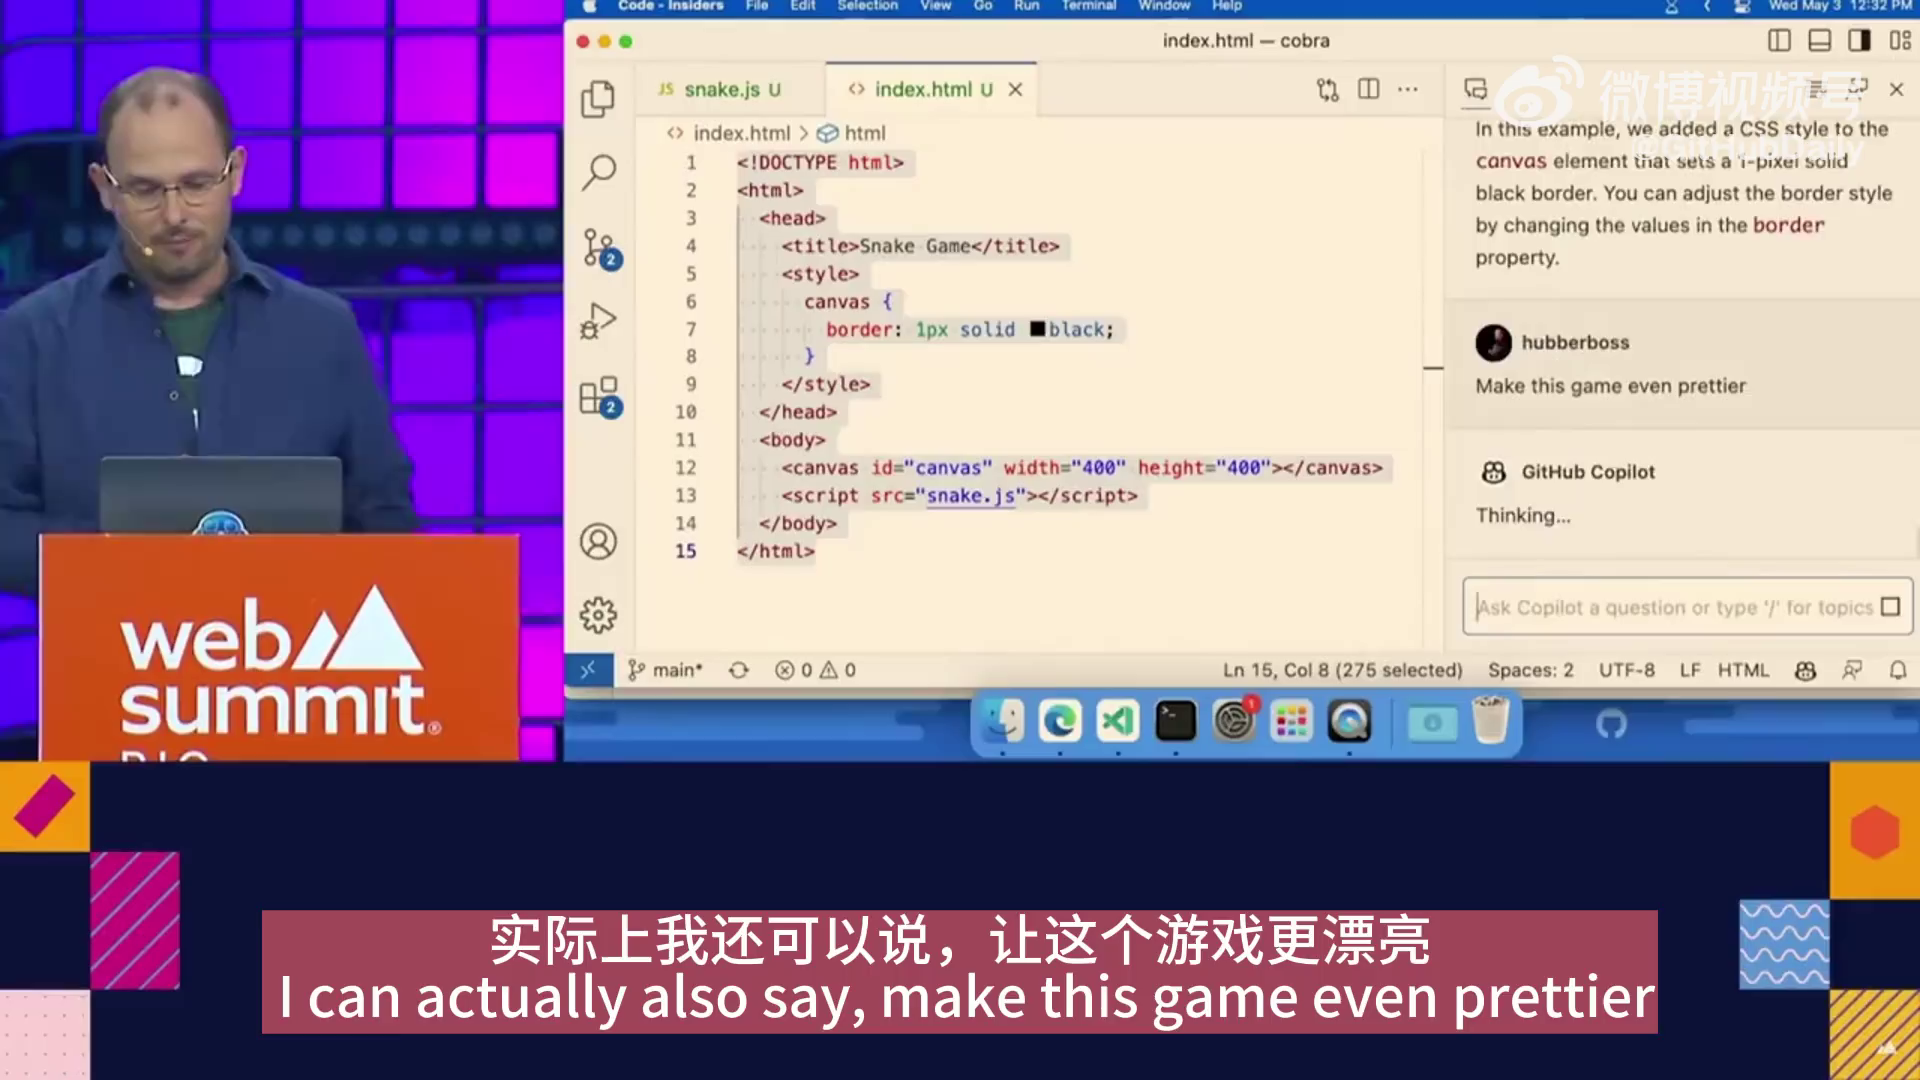 Code - Insiders File Edit Selection View Go Run Terminal Window Help Wed May 3 12:32 PM
index.html — cobra
JS snake.js U
<> index.html U
<> index.html > html
1 <!DOCTYPE html>
2 <html>
3 <head>
4 <title>Snake Game</title>
5 <style>
6 canvas {
7 border: 1px solid black;
8 }
9 </style>
10 </head>
11 <body>
12 <canvas id="canvas" width="400" height="400"></canvas>
13 <script src="snake.js"></script>
14 </body>
15 </html>
2
2
微博视频号
@GitHubDaily
In this example, we added a CSS style to the
canvas element that sets a 1-pixel solid
black border. You can adjust the border style
by changing the values in the border
property.
hubberboss
Make this game even prettier
GitHub Copilot
Thinking...
Ask Copilot a question or type '/' for topics
main* 0 0 Ln 15, Col 8 (275 selected) Spaces: 2 UTF-8 LF HTML
1
web
summit®
RIO
实际上我还可以说，让这个游戏更漂亮
I can actually also say, make this game even prettier